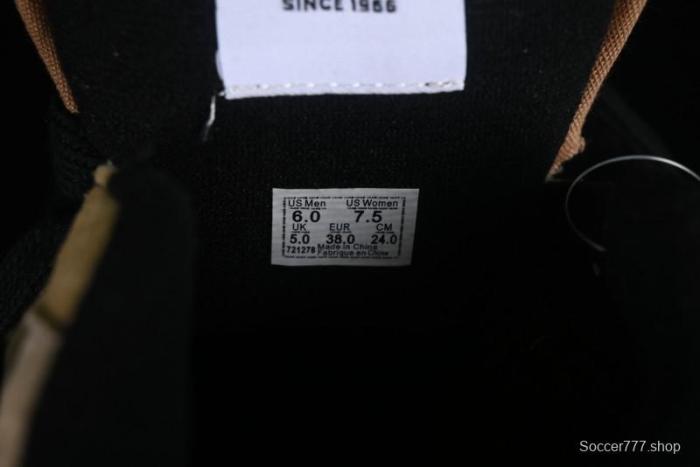 SINCE 1966
US Men US Women
6.0 7.5
UK EUR CM
5.0 38.0 24.0
721278 Made in China
Fabrique en Chine
Soccer777.shop